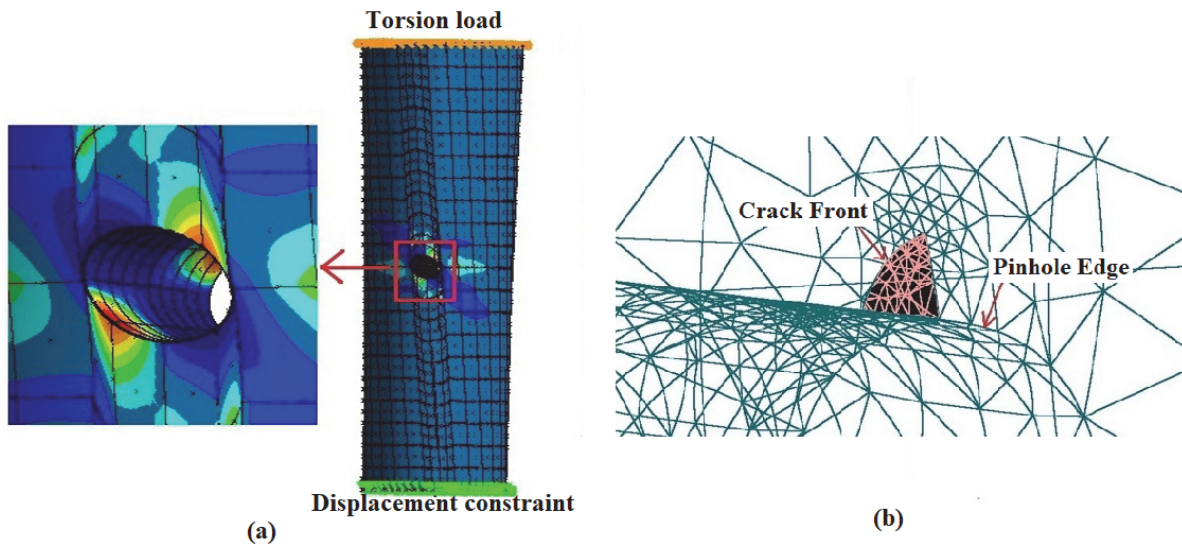 Torsion load
Displacement constraint
(a)
Crack Front
Pinhole Edge
(b)